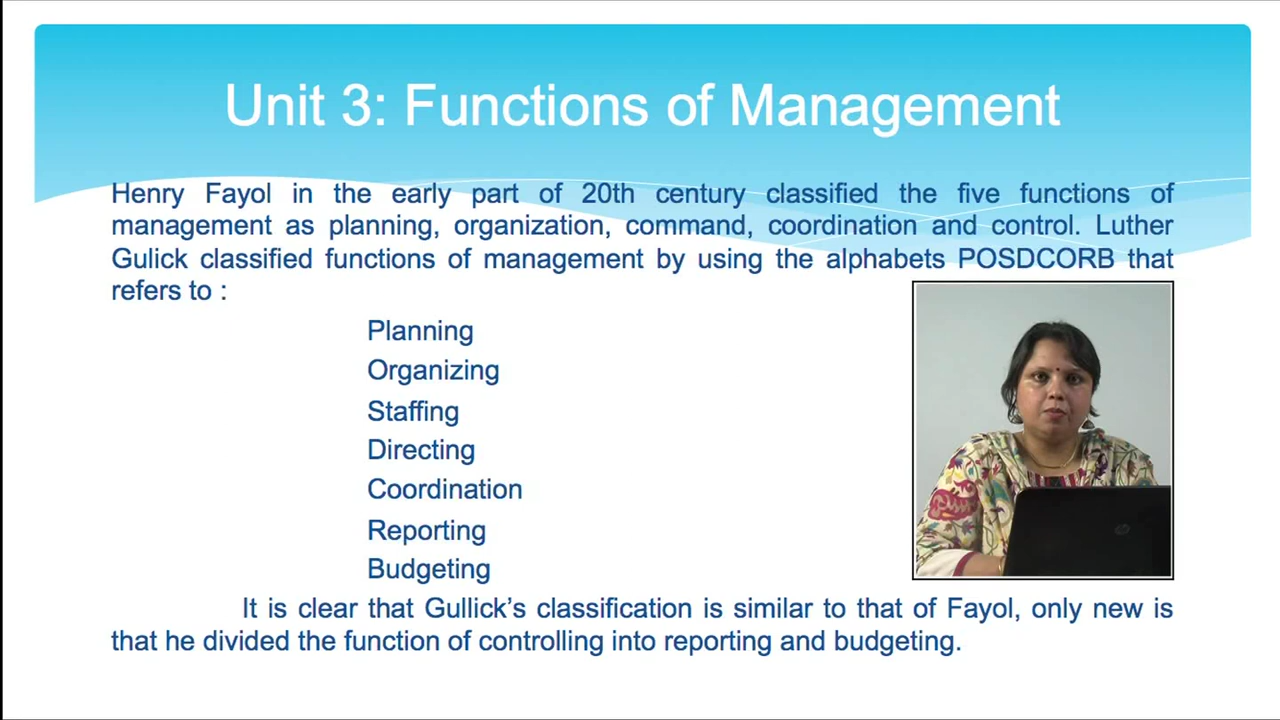 Unit 3: Functions of Management
Henry Fayol in the early part of 20th century classified the five functions of
management as planning, organization, command, coordination and control. Luther
Gulick classified functions of management by using the alphabets POSDCORB that
refers to :
Planning
Organizing
Staffing
Directing
Coordination
Reporting
Budgeting
It is clear that Gullick’s classification is similar to that of Fayol, only new is
that he divided the function of controlling into reporting and budgeting.